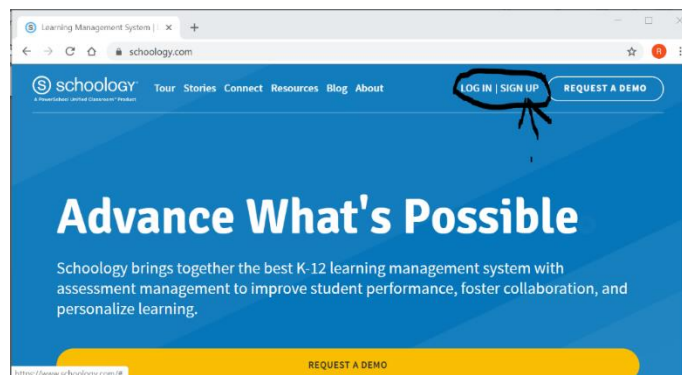 Learning Management System |
schoology.com
SCHOOLOGY
A PowerSchool Unified Classroom™ Product
Tour Stories Connect Resources Blog About
LOG IN | SIGN UP
REQUEST A DEMO
Advance What's Possible
Schoology brings together the best K-12 learning management system with
assessment management to improve student performance, foster collaboration, and
personalize learning.
REQUEST A DEMO
https://www.schoology.com/#